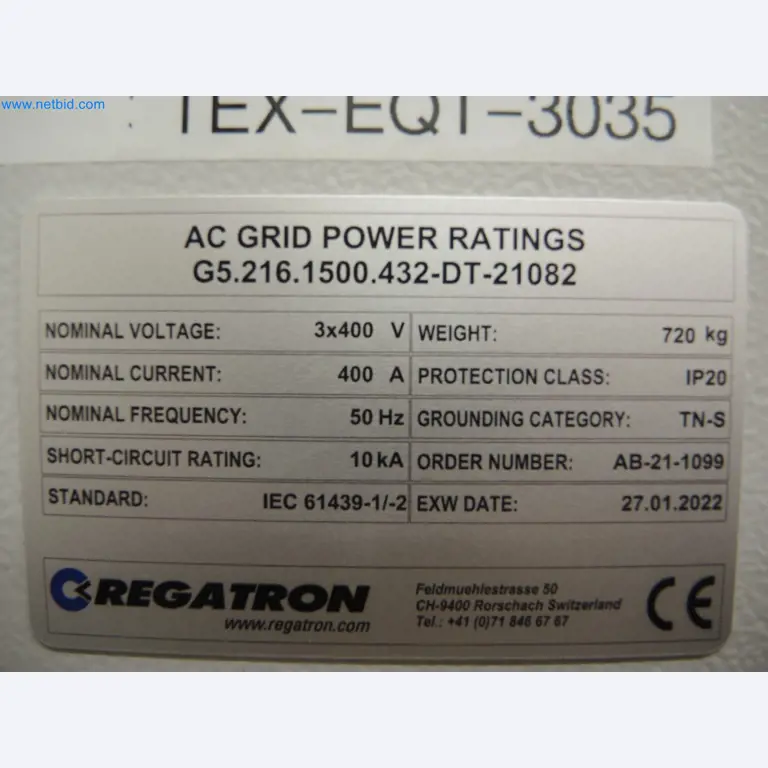 www.netbid.com
TEX-EQT-3035
AC GRID POWER RATINGS
G5.216.1500.432-DT-21082
NOMINAL VOLTAGE: 3x400 V WEIGHT: 720 kg
NOMINAL CURRENT: 400 A PROTECTION CLASS: IP20
NOMINAL FREQUENCY: 50 Hz GROUNDING CATEGORY: TN-S
SHORT-CIRCUIT RATING: 10 kA ORDER NUMBER: AB-21-1099
STANDARD: IEC 61439-1/-2 EXW DATE: 27.01.2022
REGATRON
www.regatron.com
Feldmuehlestrasse 50
CH-9400 Rorschach Switzerland
Tel.: +41 (0)71 846 67 67
CE